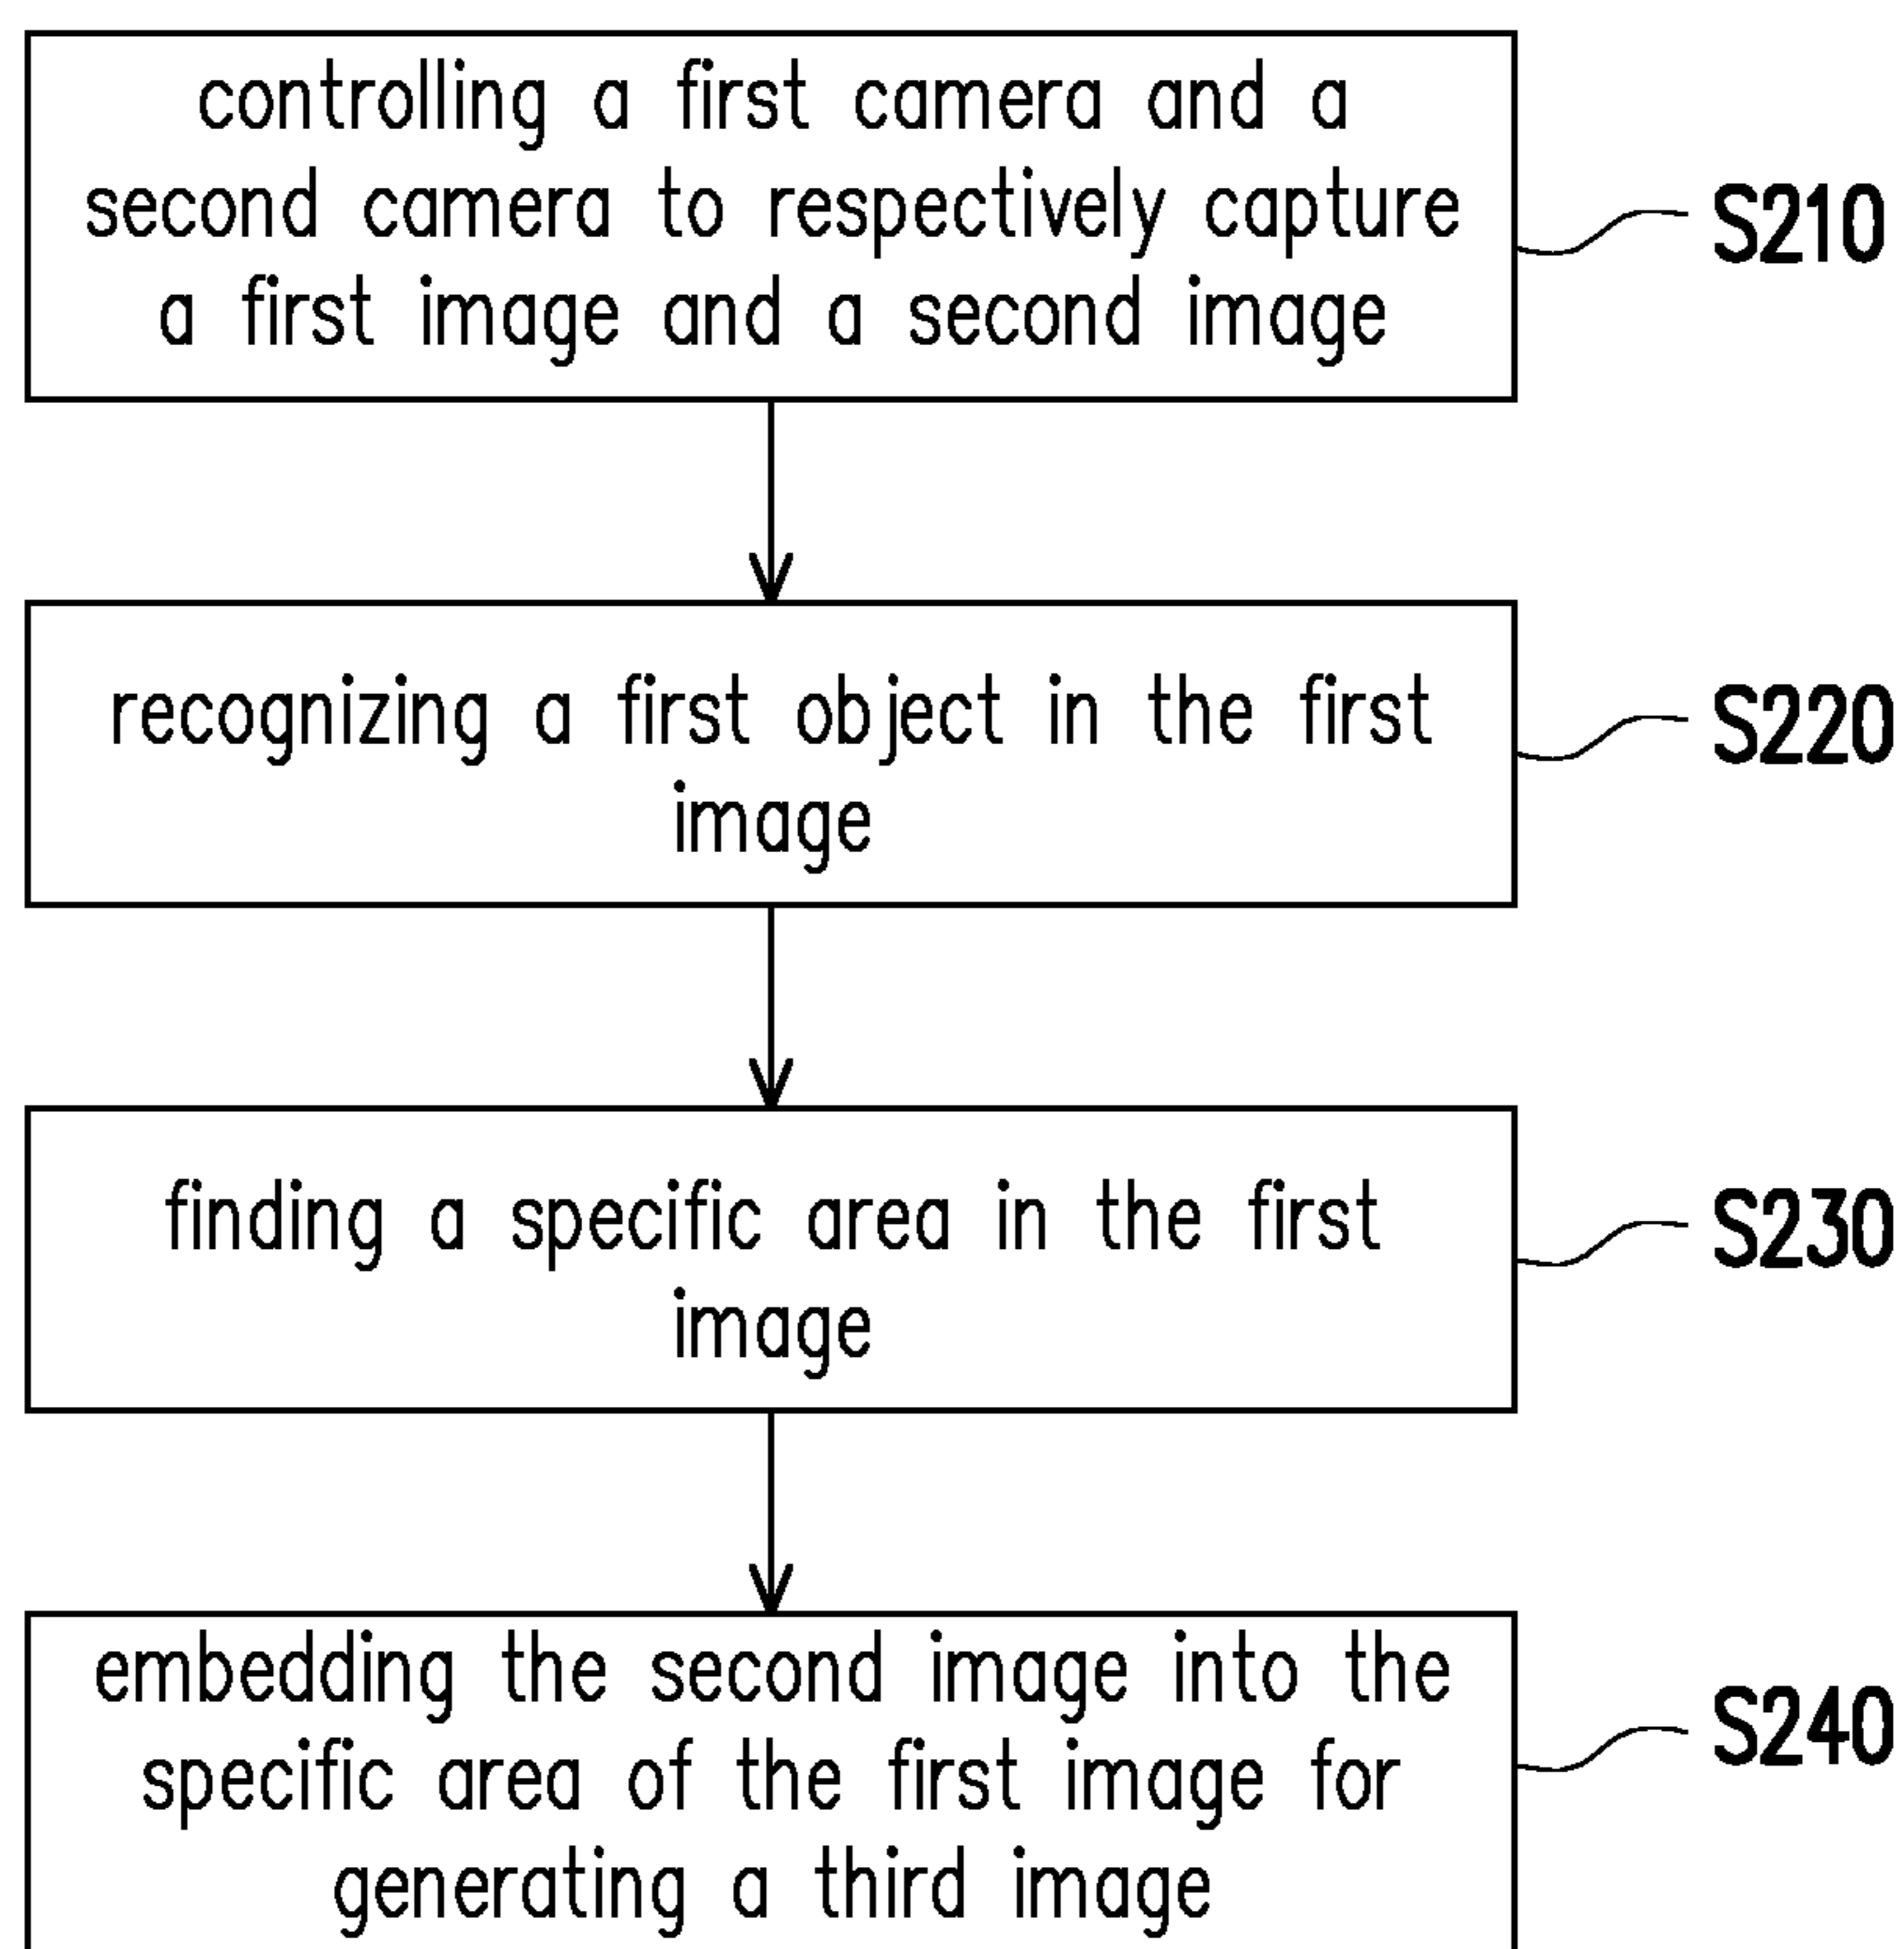 controlling a first camera and a
second camera to respectively capture
a first image and a second image
S210
recognizing a first object in the first
image
S220
finding a specific area in the first
image
S230
embedding the second image into the
specific area of the first image for
generating a third image
S240